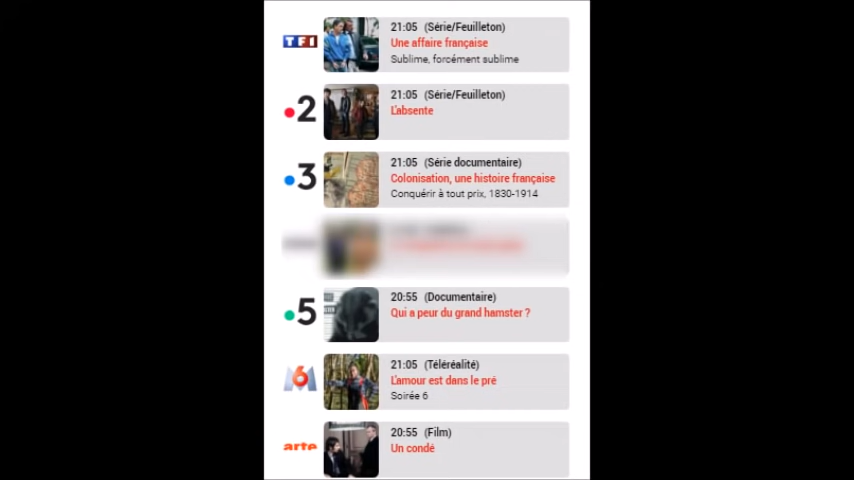 TF1
21:05 (Série/Feuilleton)
Une affaire française
Sublime, forcément sublime
2
21:05 (Série/Feuilleton)
L'absente
3
21:05 (Série documentaire)
Colonisation, une histoire française
Conquérir à tout prix, 1830-1914
5
20:55 (Documentaire)
Qui a peur du grand hamster ?
M6
21:05 (Téléréalité)
L'amour est dans le pré
Soirée 6
arte
20:55 (Film)
Un condé